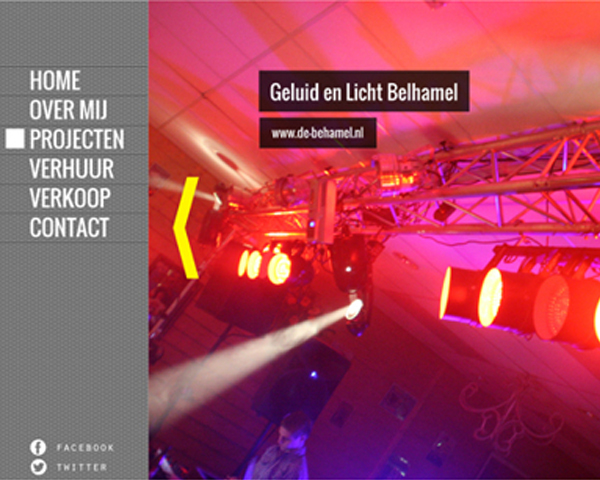 HOME
OVER MIJ
PROJECTEN
VERHUUR
VERKOOP
CONTACT
FACEBOOK
TWITTER
Geluid en Licht Belhamel
www.de-behamel.nl